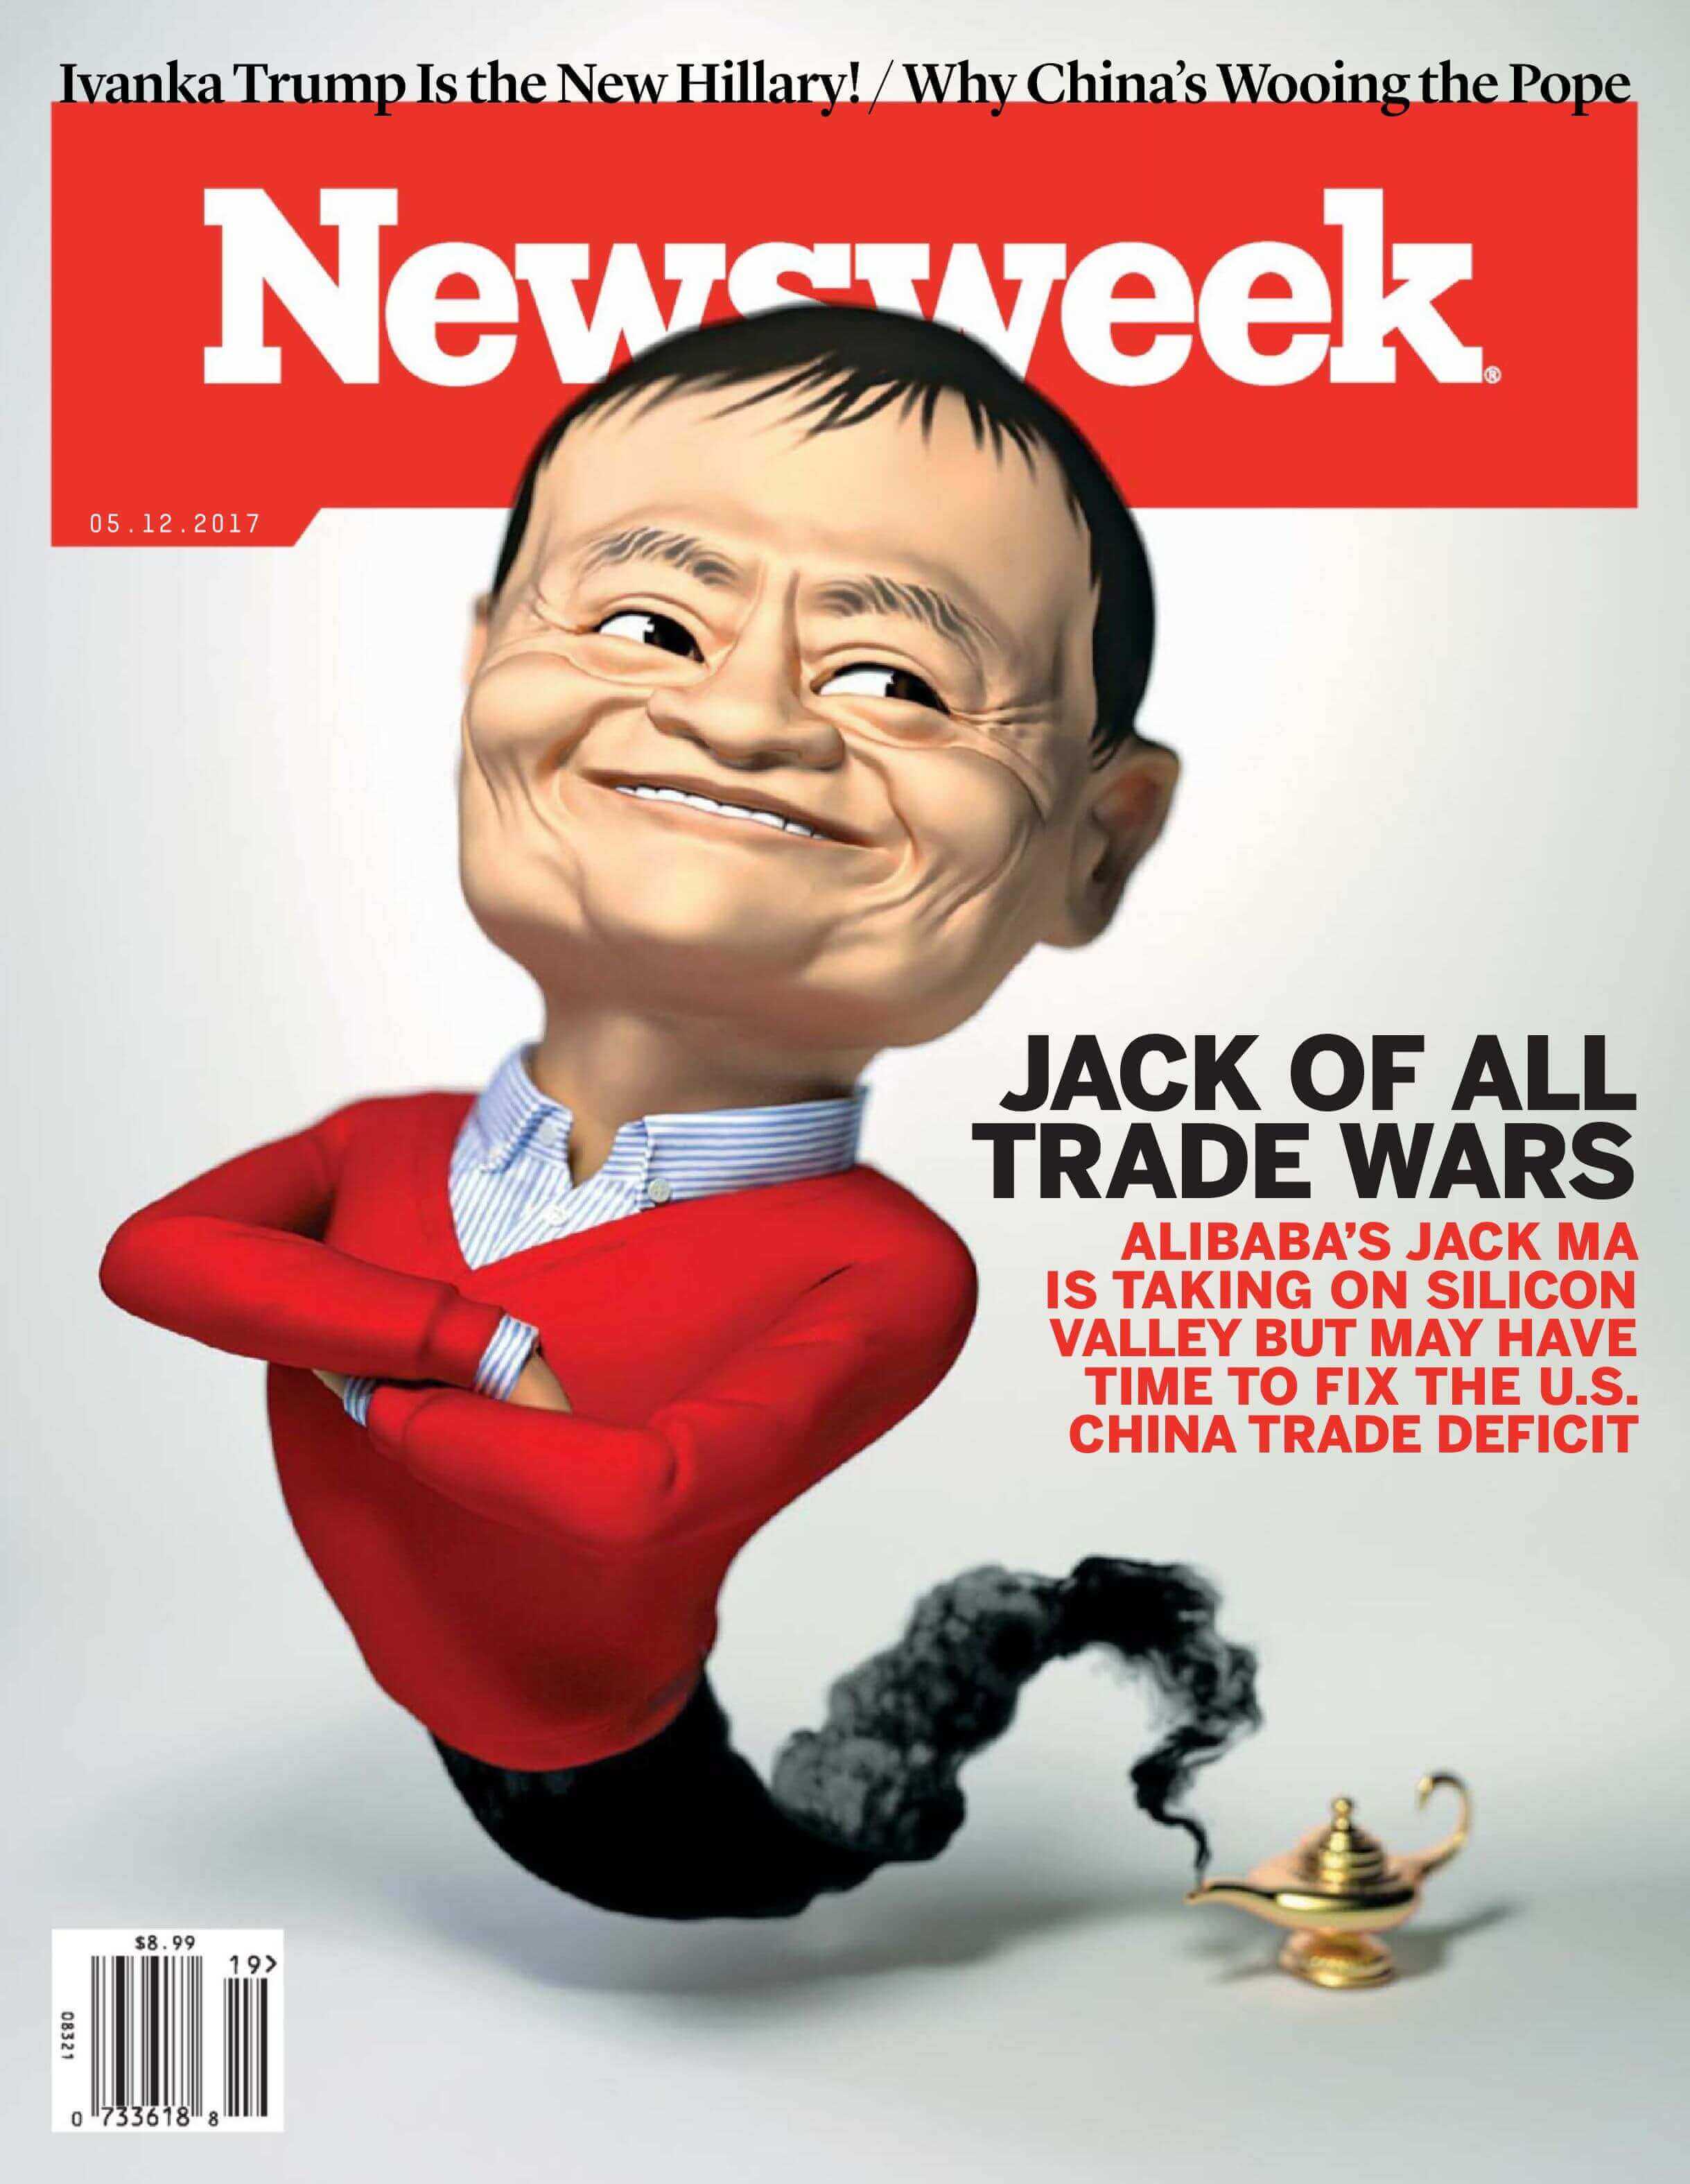 Ivanka Trump Is the New Hillary! / Why China's Wooing the Pope
Newsweek®
05.12.2017
JACK OF ALL
TRADE WARS
ALIBABA'S JACK MA
IS TAKING ON SILICON
VALLEY BUT MAY HAVE
TIME TO FIX THE U.S.
CHINA TRADE DEFICIT
$8.99
19>
08321
0 733618 8